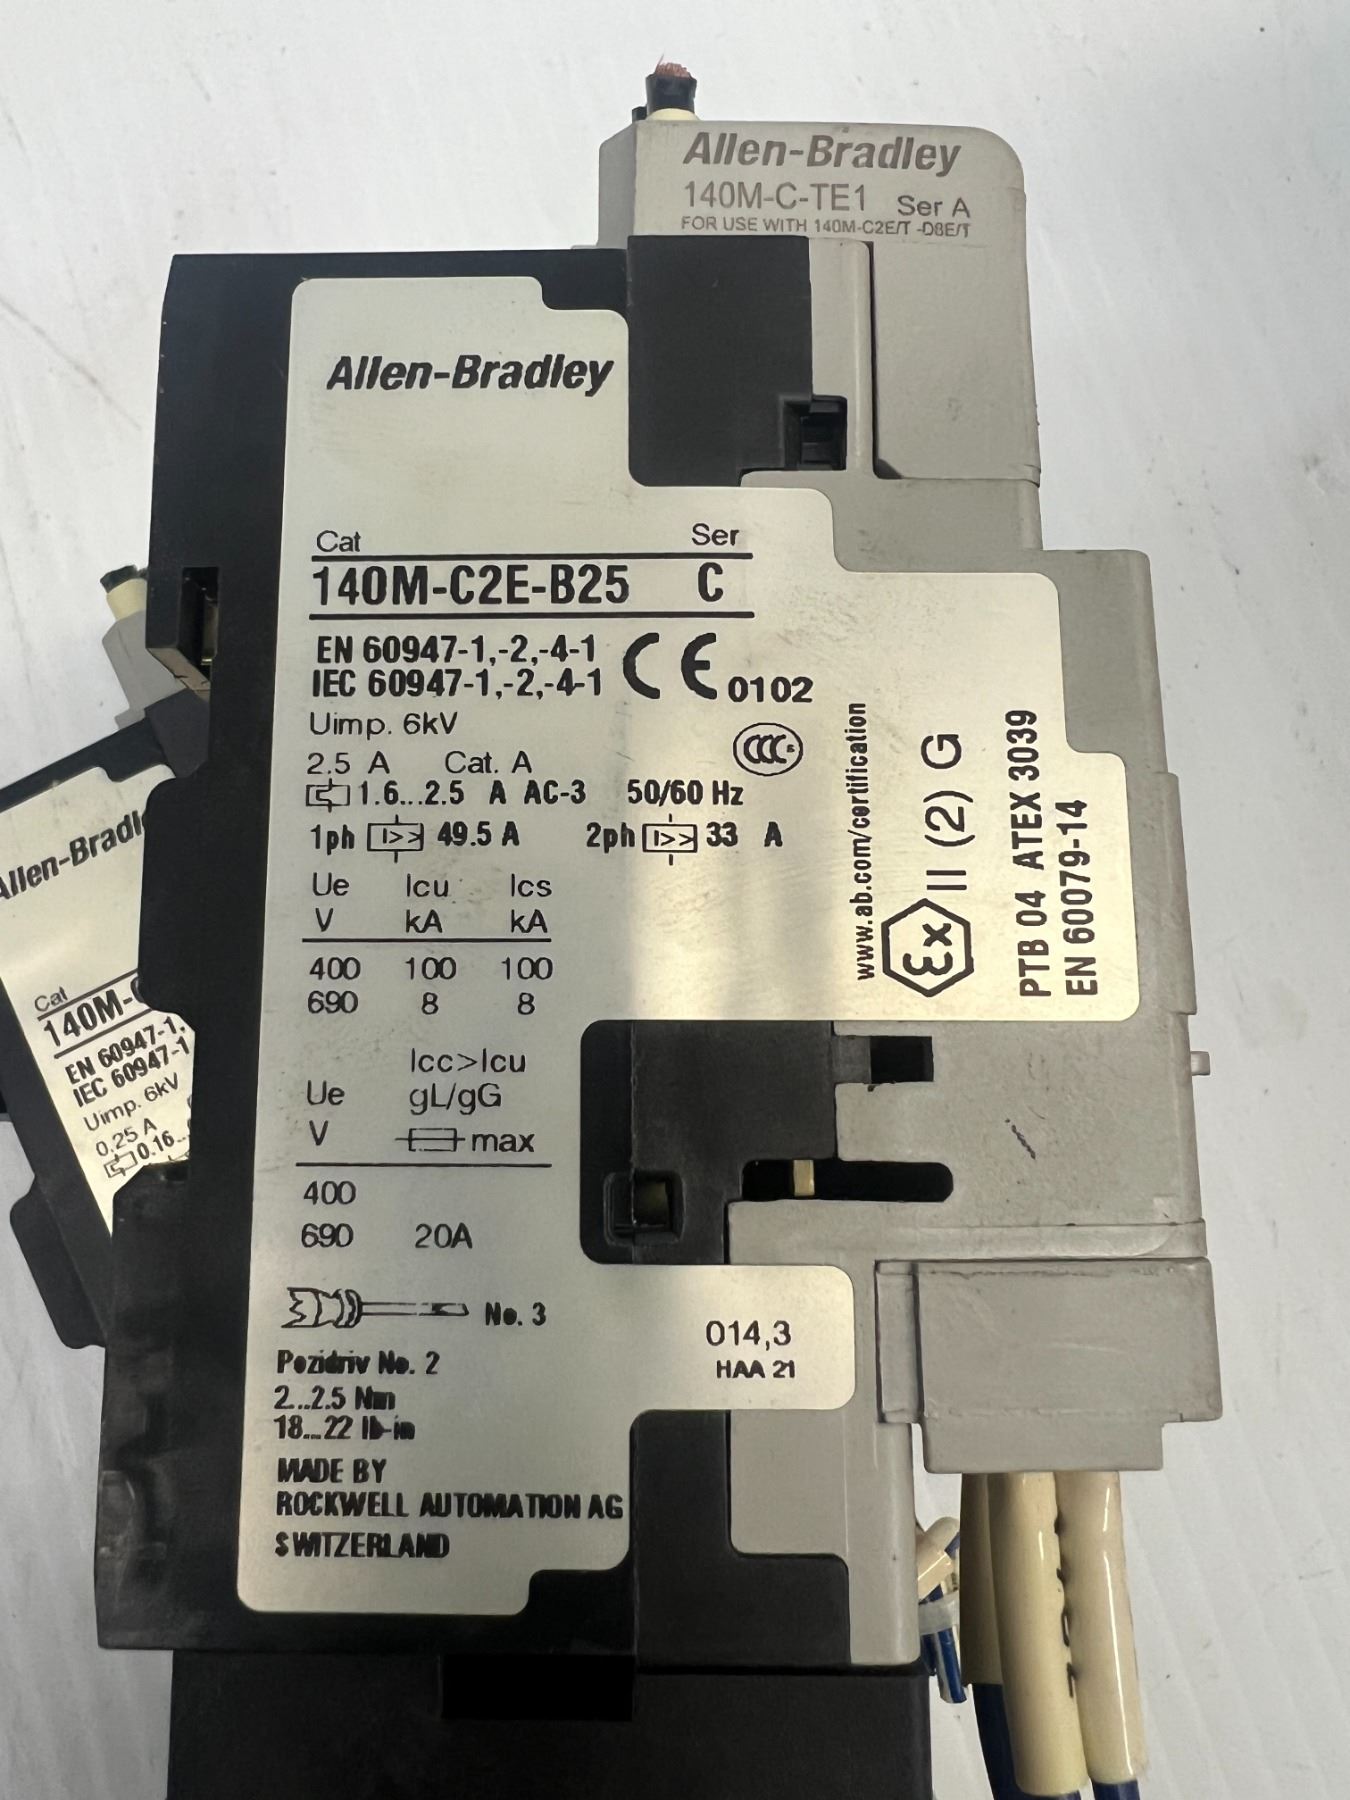 Allen-Bradley
140M-C-TE1 Ser A
FOR USE WITH 140M-C2E/T -D8E/T
Allen-Bradley
Cat Ser
140M-C2E-B25 C
EN 60947-1,-2,-4-1
IEC 60947-1,-2,-4-1
CE 0102
Uimp. 6kV
CCC
2.5 A Cat. A
1.6...2.5 A AC-3 50/60 Hz
1ph I>> 49.5 A 2ph I>> 33 A
Ue Icu Ics
V kA kA
400 100 100
690 8 8
Icc>Icu
Ue gL/gG
V max
400
690 20A
No. 3
Pozidriv No. 2
2...2.5 Nm
18...22 lb-in
MADE BY
ROCKWELL AUTOMATION AG
SWITZERLAND
014,3
HAA 21
www.ab.com/certification
Ex II (2) G
PTB 04 ATEX 3039
EN 60079-14
Allen-Bradl
Cat
140M-
EN 60947-1,
IEC 60947-1
Uimp. 6kV
0.25 A
0.16...